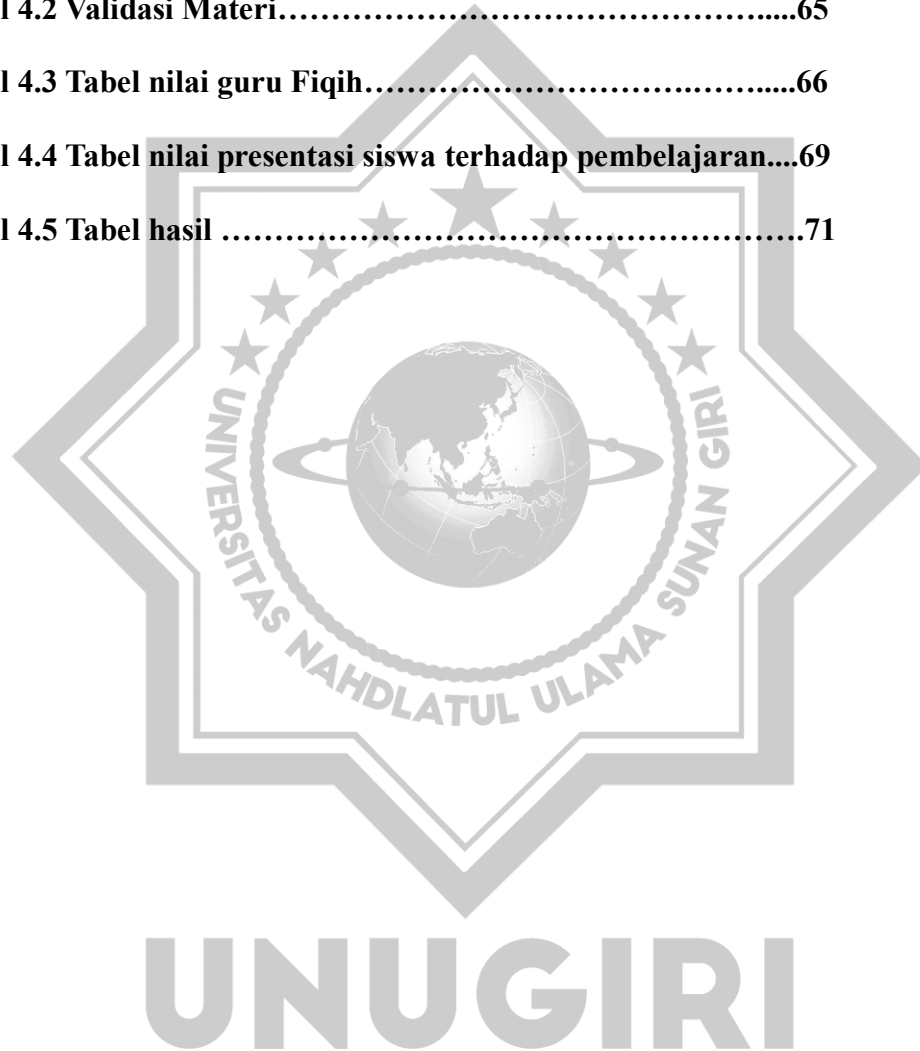 l 4.2 Validasi Materi……………………………………….....65
l 4.3 Tabel nilai guru Fiqih………………………….…….....66
l 4.4 Tabel nilai presentasi siswa terhadap pembelajaran....69
l 4.5 Tabel hasil ……………………………………………….71
UNIVERSITAS NAHDLATUL ULAMA SUNAN GIRI
UNUGIRI